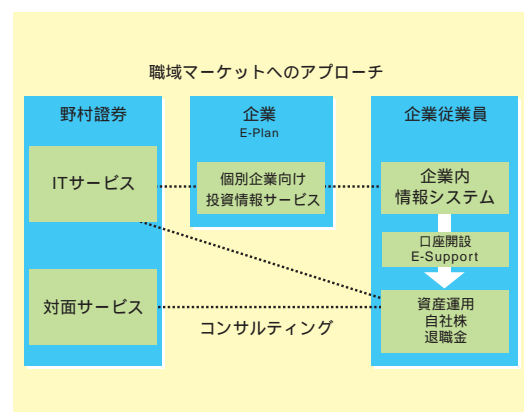 職域マーケットへのアプローチ
野村證券
ITサービス
対面サービス
企業
E-Plan
個別企業向け
投資情報サービス
コンサルティング
企業従業員
企業内
情報システム
口座開設
E-Support
資産運用
自社株
退職金